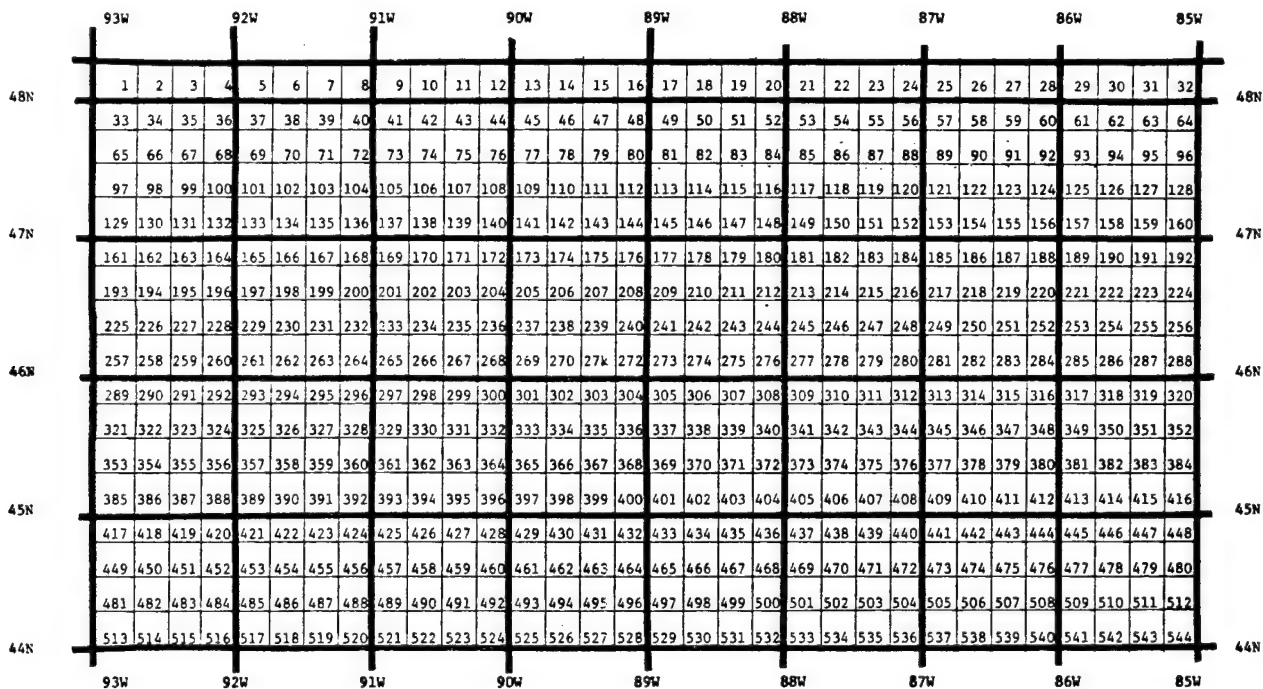 93W 92W 91W 90W 89W 88W 87W 86W 85W
1 2 3 4 5 6 7 8 9 10 11 12 13 14 15 16 17 18 19 20 21 22 23 24 25 26 27 28 29 30 31 32
48N 48N
33 34 35 36 37 38 39 40 41 42 43 44 45 46 47 48 49 50 51 52 53 54 55 56 57 58 59 60 61 62 63 64
65 66 67 68 69 70 71 72 73 74 75 76 77 78 79 80 81 82 83 84 85 86 87 88 89 90 91 92 93 94 95 96
97 98 99 100 101 102 103 104 105 106 107 108 109 110 111 112 113 114 115 116 117 118 119 120 121 122 123 124 125 126 127 128
129 130 131 132 133 134 135 136 137 138 139 140 141 142 143 144 145 146 147 148 149 150 151 152 153 154 155 156 157 158 159 160
47N 47N
161 162 163 164 165 166 167 168 169 170 171 172 173 174 175 176 177 178 179 180 181 182 183 184 185 186 187 188 189 190 191 192
193 194 195 196 197 198 199 200 201 202 203 204 205 206 207 208 209 210 211 212 213 214 215 216 217 218 219 220 221 222 223 224
225 226 227 228 229 230 231 232 233 234 235 236 237 238 239 240 241 242 243 244 245 246 247 248 249 250 251 252 253 254 255 256
257 258 259 260 261 262 263 264 265 266 267 268 269 270 27k 272 273 274 275 276 277 278 279 280 281 282 283 284 285 286 287 288
46N 46N
289 290 291 292 293 294 295 296 297 298 299 300 301 302 303 304 305 306 307 308 309 310 311 312 313 314 315 316 317 318 319 320
321 322 323 324 325 326 327 328 329 330 331 332 333 334 335 336 337 338 339 340 341 342 343 344 345 346 347 348 349 350 351 352
353 354 355 356 357 358 359 360 361 362 363 364 365 366 367 368 369 370 371 372 373 374 375 376 377 378 379 380 381 382 383 384
385 386 387 388 389 390 391 392 393 394 395 396 397 398 399 400 401 402 403 404 405 406 407 408 409 410 411 412 413 414 415 416
45N 45N
417 418 419 420 421 422 423 424 425 426 427 428 429 430 431 432 433 434 435 436 437 438 439 440 441 442 443 444 445 446 447 448
449 450 451 452 453 454 455 456 457 458 459 460 461 462 463 464 465 466 467 468 469 470 471 472 473 474 475 476 477 478 479 480
481 482 483 484 485 486 487 488 489 490 491 492 493 494 495 496 497 498 499 500 501 502 503 504 505 506 507 508 509 510 511 512
513 514 515 516 517 518 519 520 521 522 523 524 525 526 527 528 529 530 531 532 533 534 535 536 537 538 539 540 541 542 543 544
44N 44N
93W 92W 91W 90W 89W 88W 87W 86W 85W